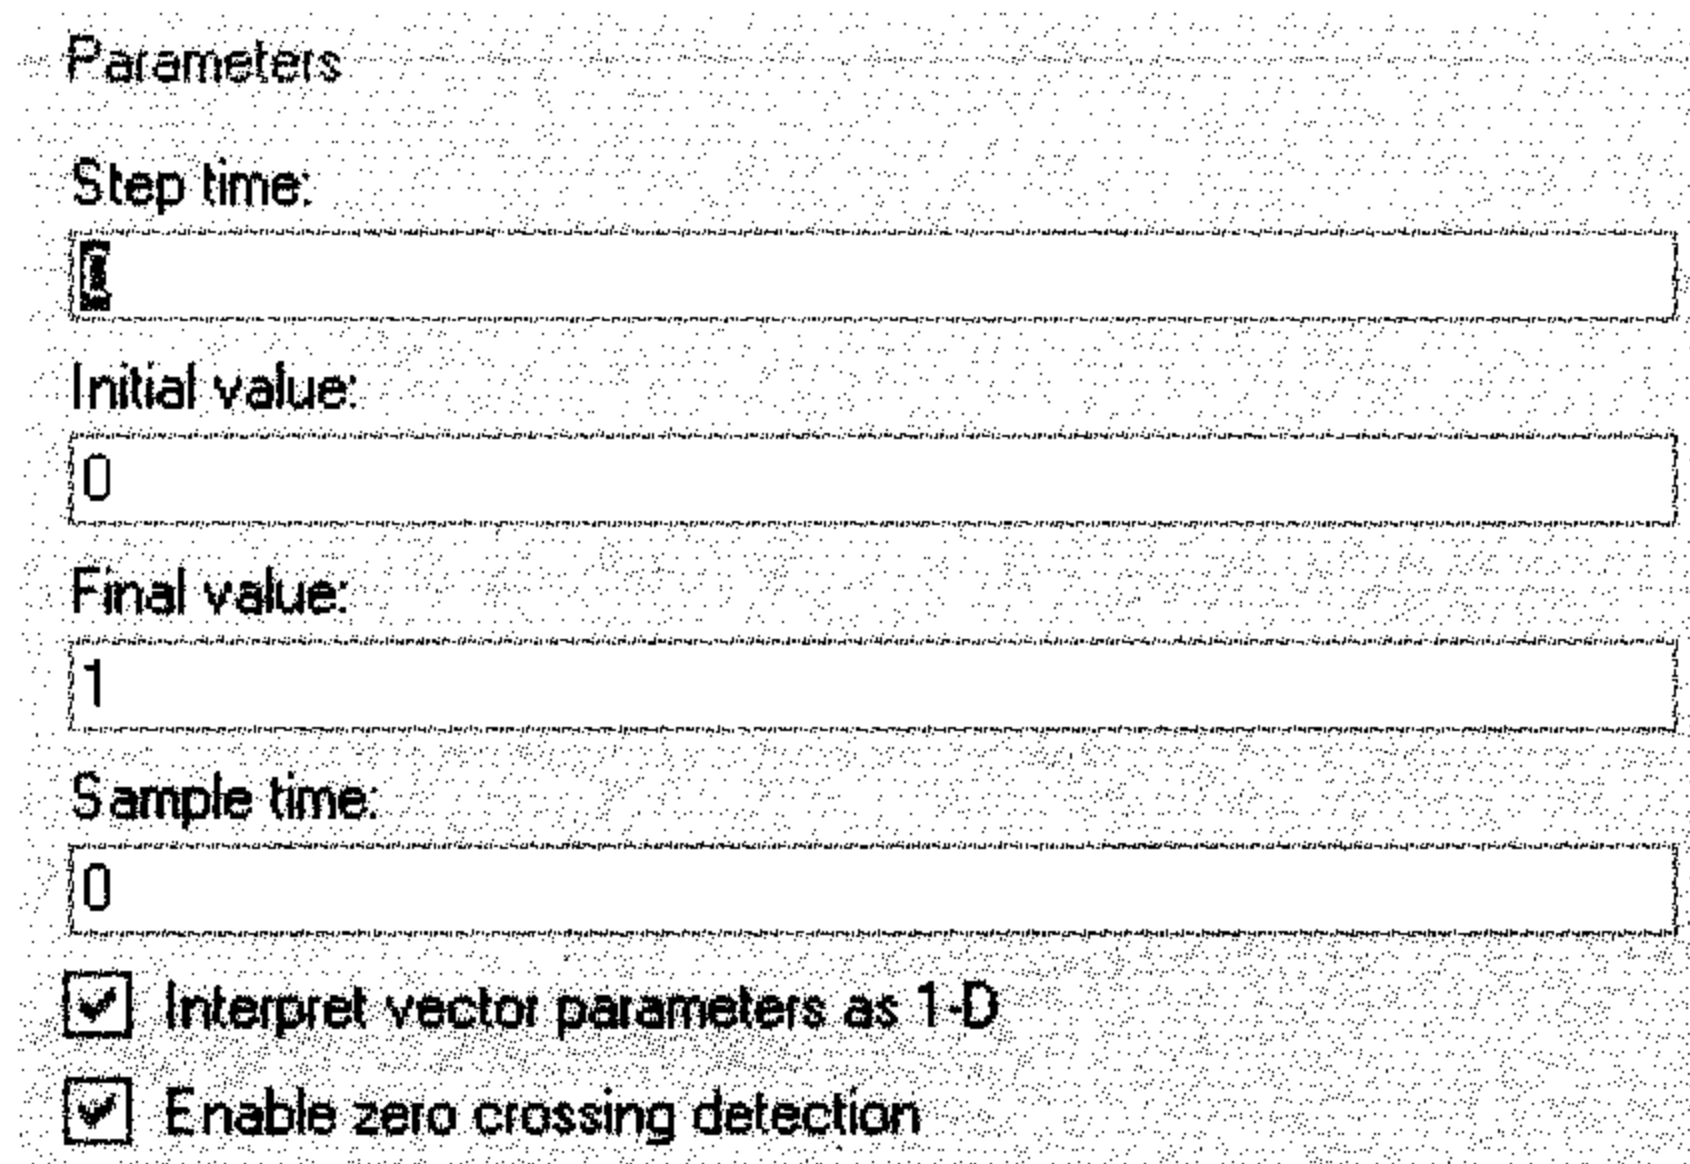 Parameters
Step time:
Initial value:
0
Final value:
1
Sample time:
0
Interpret vector parameters as 1-D
Enable zero crossing detection